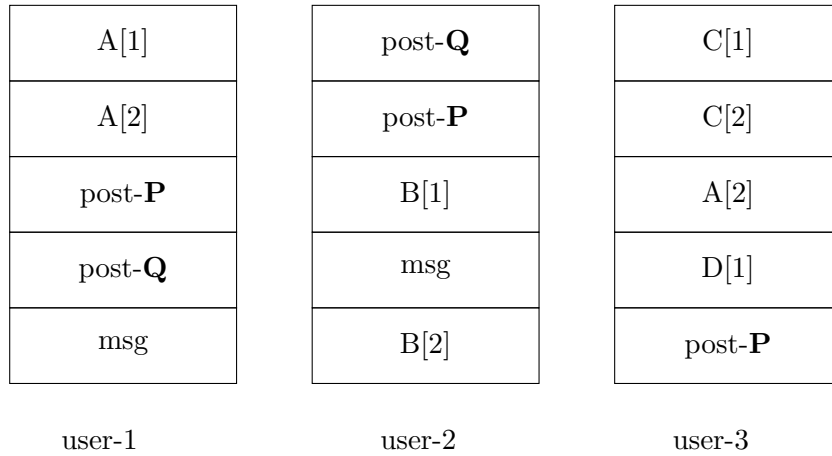 A[1] post-Q C[1]
A[2] post-P C[2]
post-P B[1] A[2]
post-Q msg D[1]
msg B[2] post-P
user-1 user-2 user-3